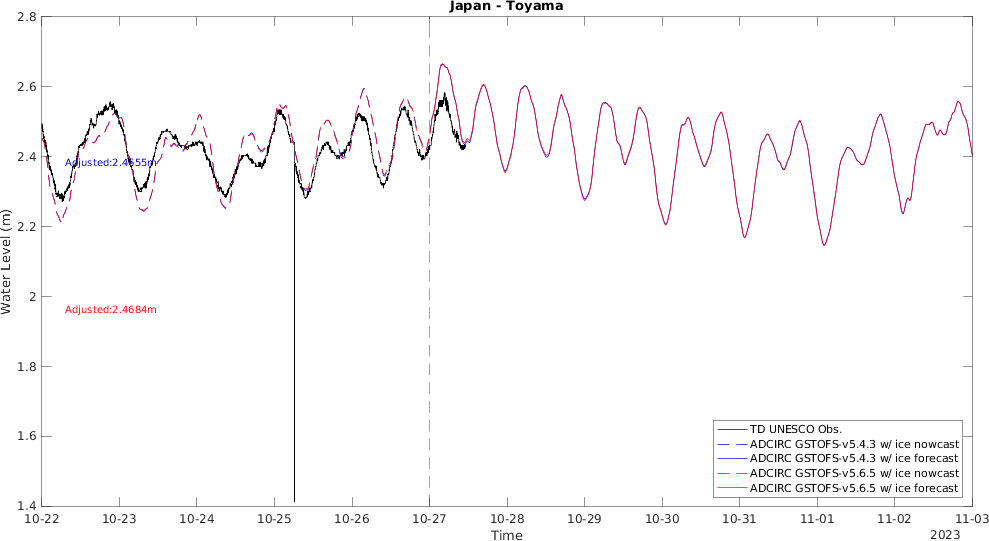 Japan - Toyama
2.8
2.6
2.4
2.2
2
1.8
1.6
1.4
Water Level (m)
Adjusted:2.4655m
Adjusted:2.4684m
TD UNESCO Obs.
ADCIRC GSTOFS-v5.4.3 w/ ice nowcast
ADCIRC GSTOFS-v5.4.3 w/ ice forecast
ADCIRC GSTOFS-v5.6.5 w/ ice nowcast
ADCIRC GSTOFS-v5.6.5 w/ ice forecast
10-22 10-23 10-24 10-25 10-26 10-27 10-28 10-29 10-30 10-31 11-01 11-02 11-03
Time
2023